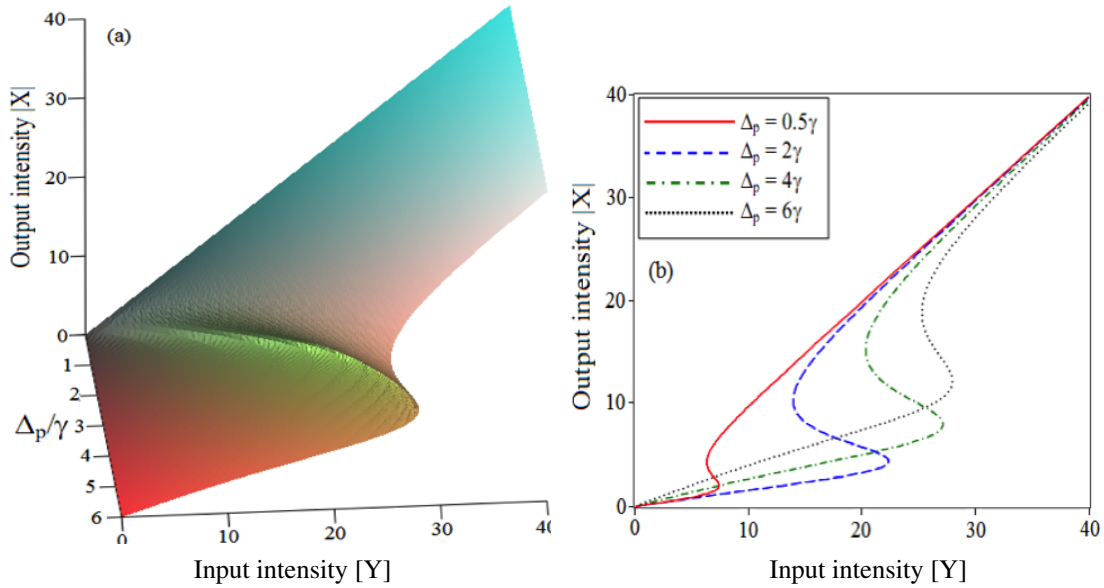 40
(a)
30
20
10
0
Output intensity |X|
1
2
3
4
5
6
Δp/γ
0
10
20
30
40
Input intensity [Y]
40
30
20
10
0
Output intensity |X|
Δp = 0.5γ
Δp = 2γ
Δp = 4γ
Δp = 6γ
(b)
0
10
20
30
40
Input intensity [Y]